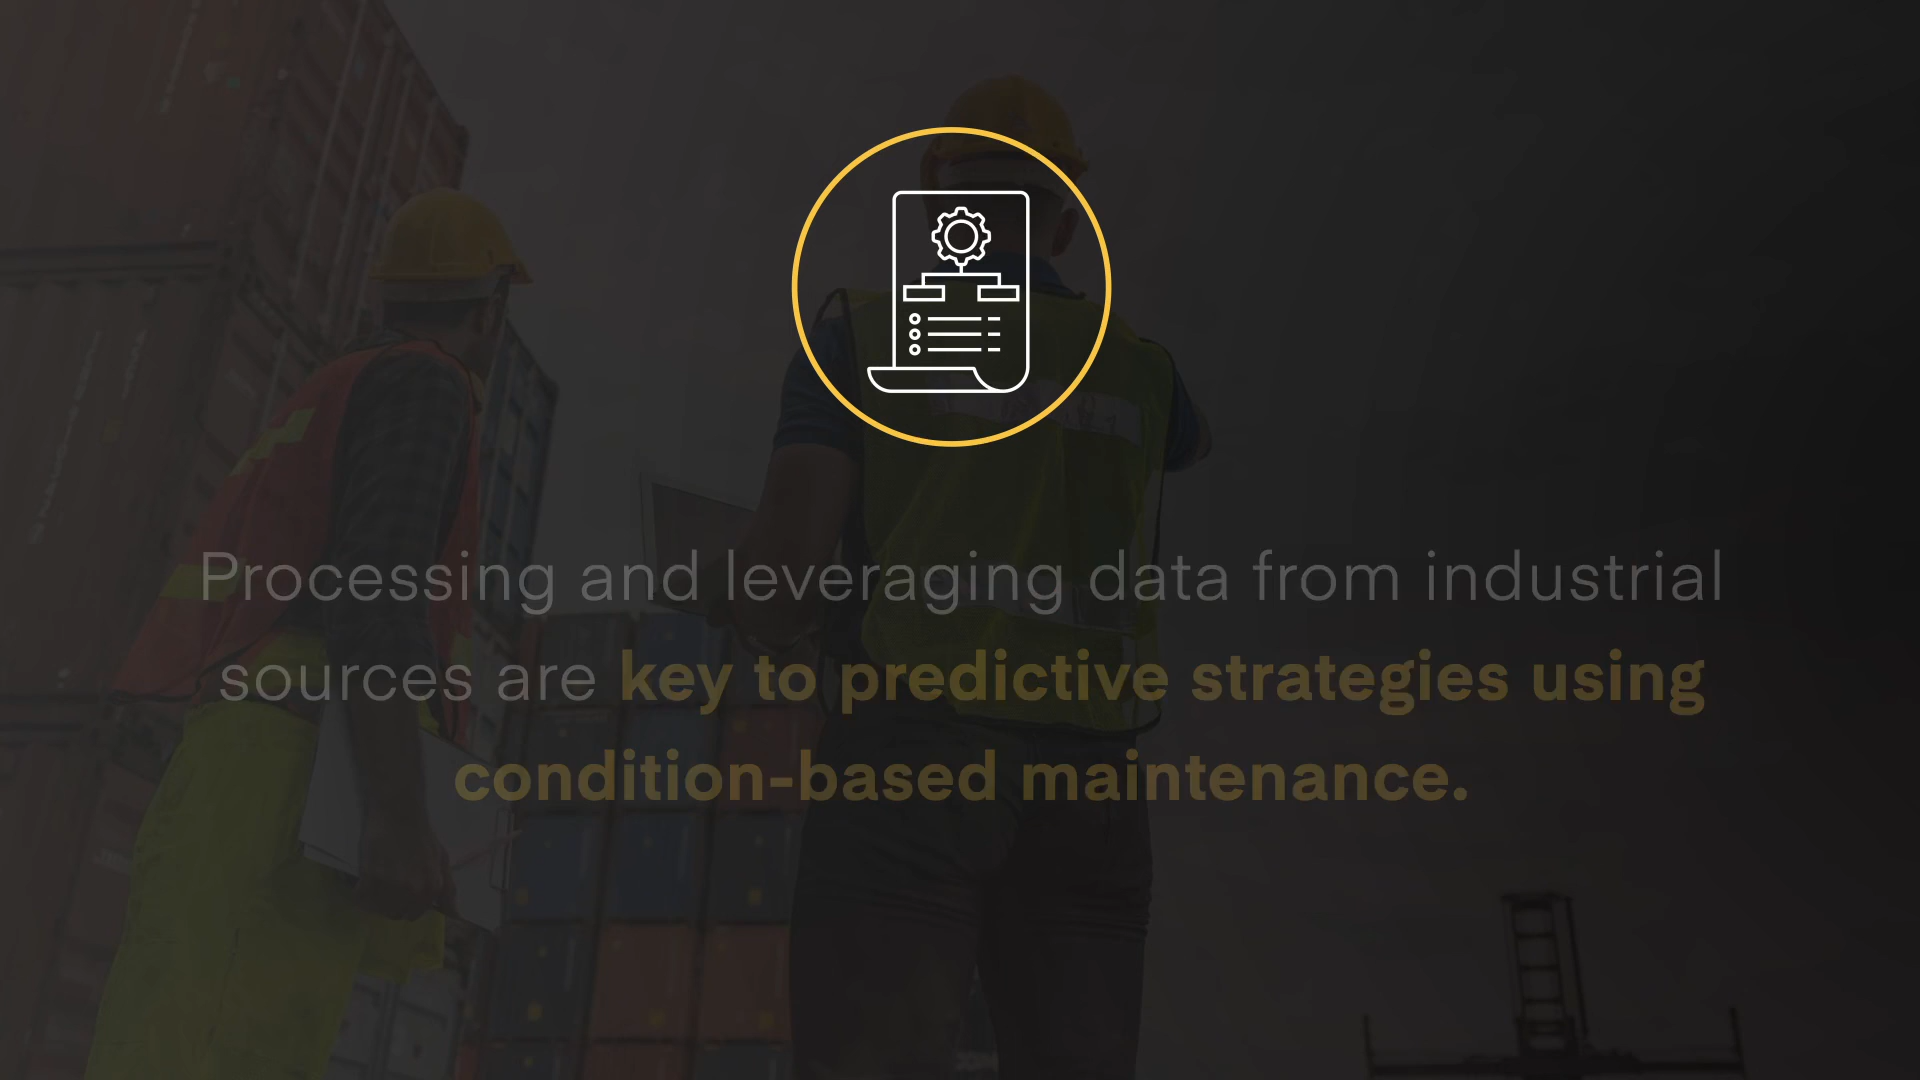 Processing and leveraging data from industrial
sources are key to predictive strategies using
condition-based maintenance.